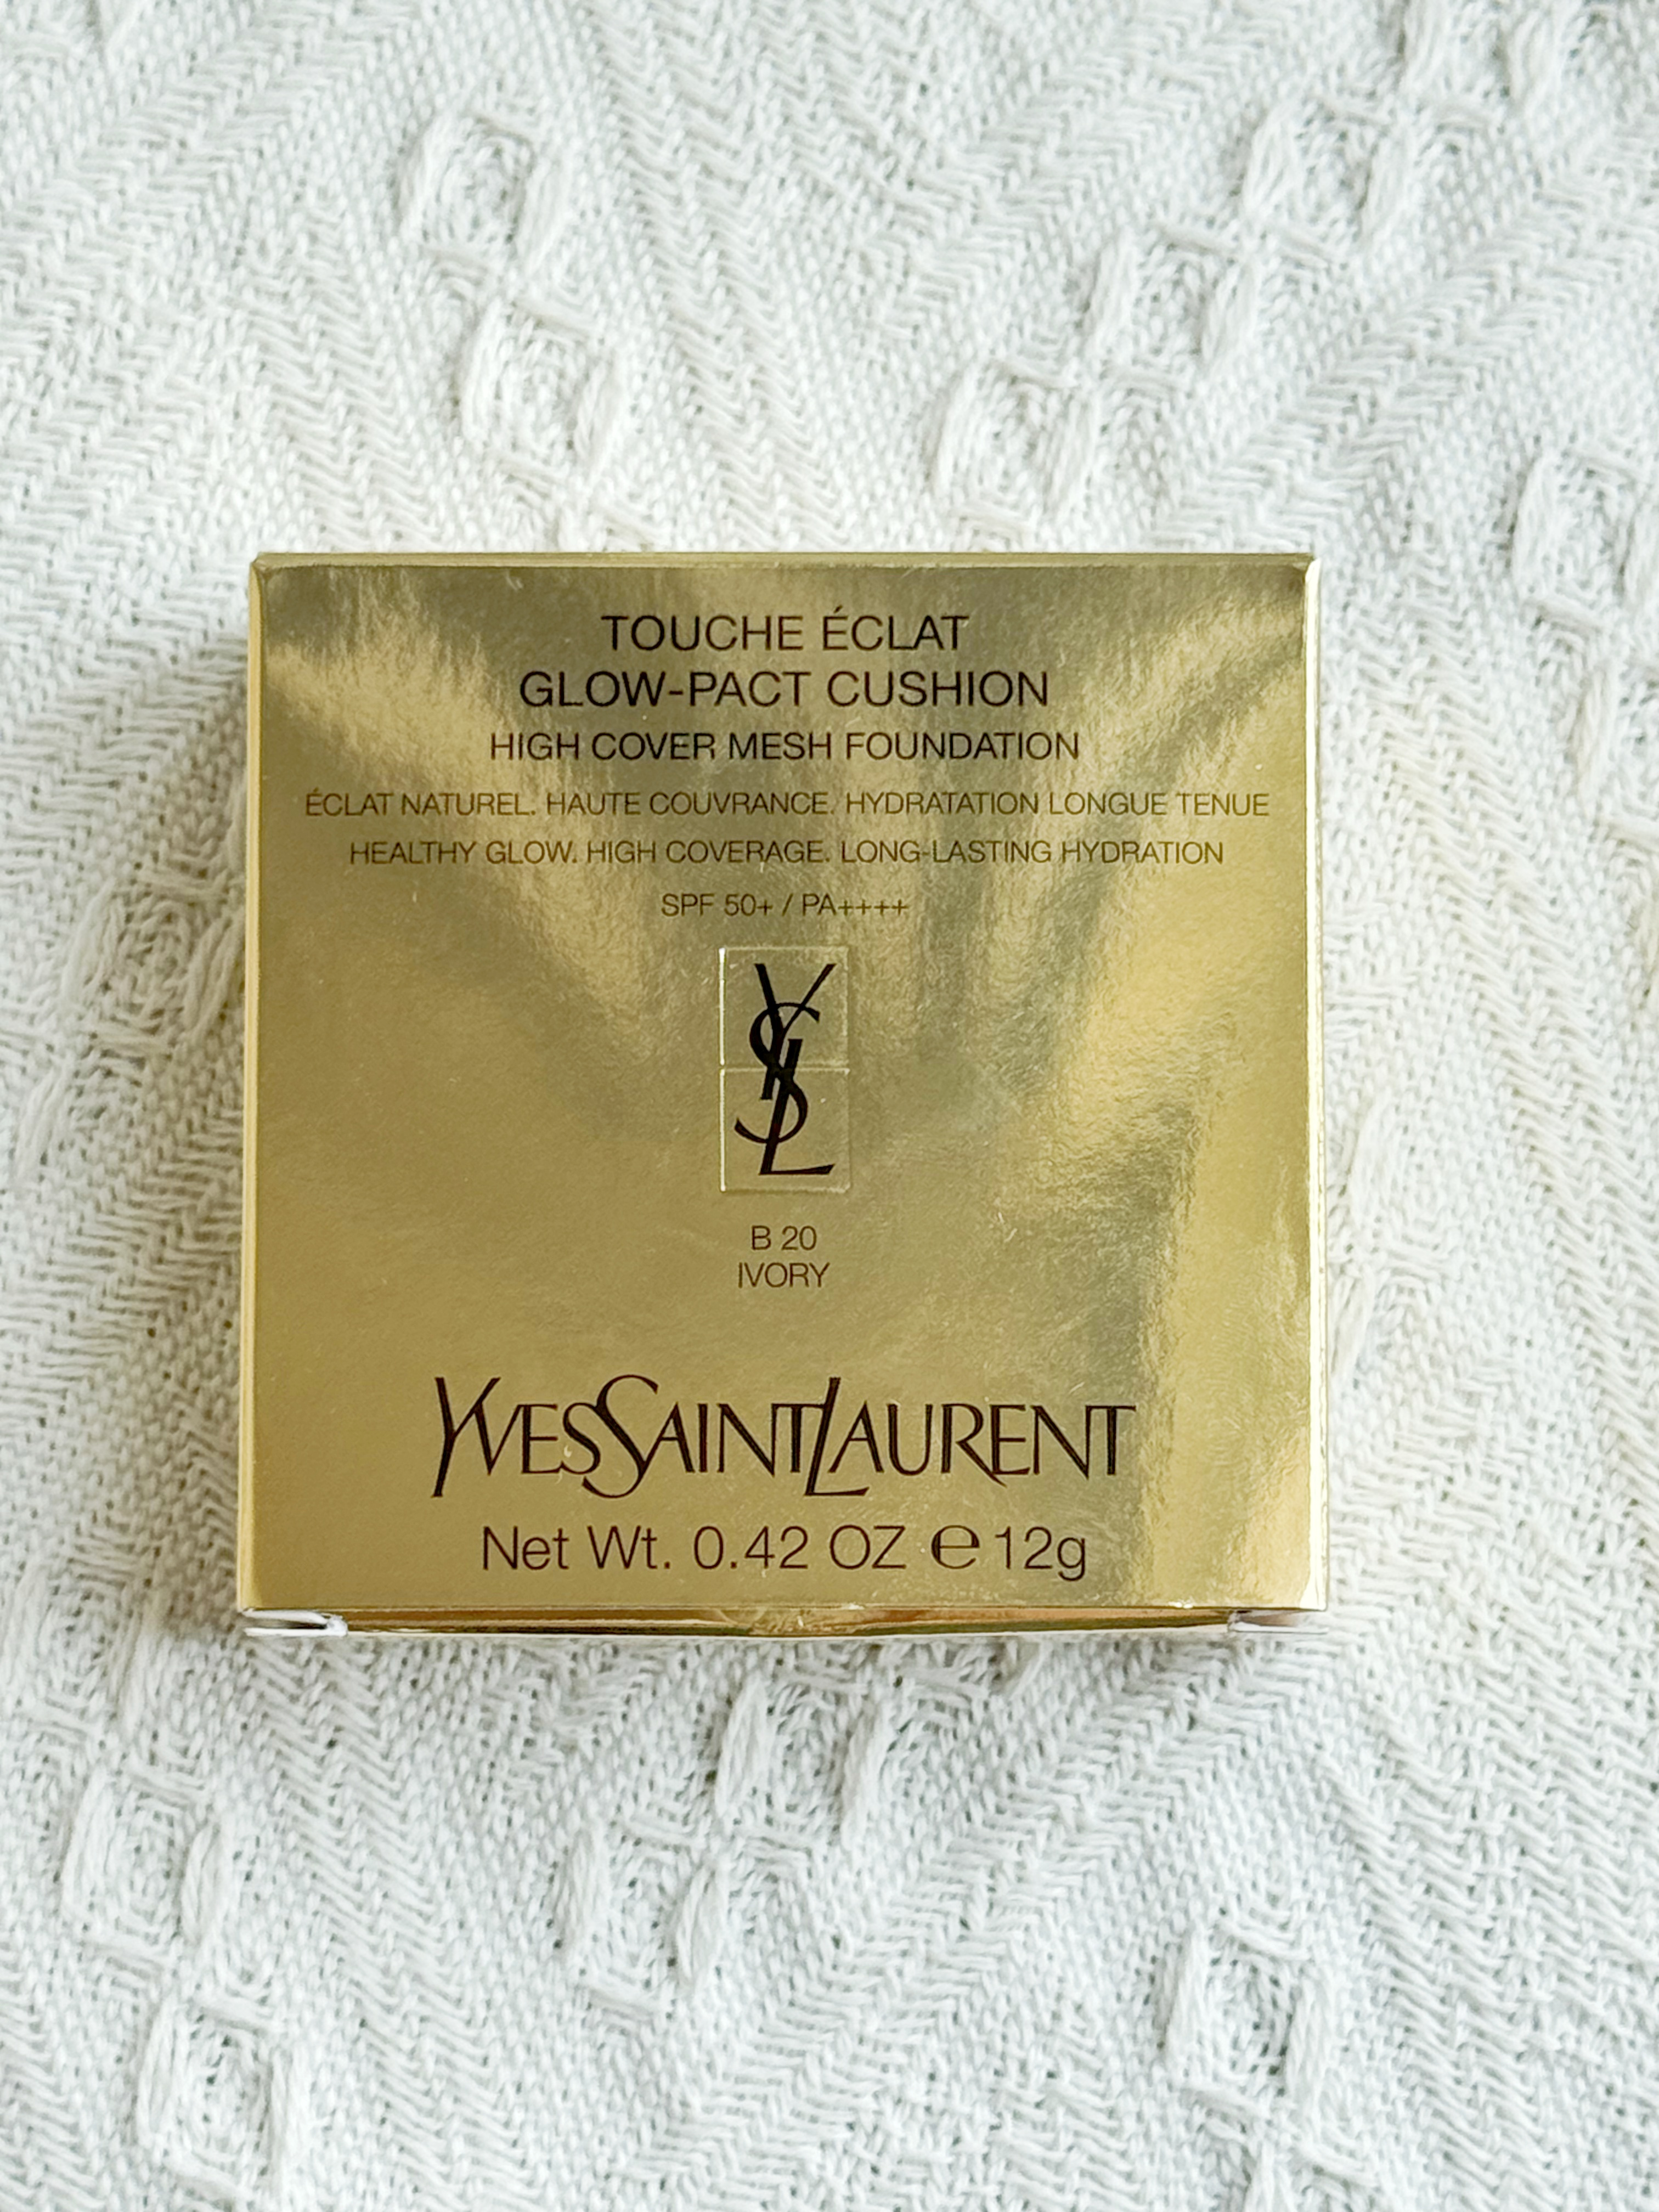 TOUCHE ÉCLAT
GLOW-PACT CUSHION
HIGH COVER MESH FOUNDATION
ÉCLAT NATUREL. HAUTE COUVRANCE. HYDRATATION LONGUE TENUE
HEALTHY GLOW. HIGH COVERAGE. LONG-LASTING HYDRATION
SPF 50+ / PA++++
YSL
B 20
IVORY
YVESSAINTLAURENT
Net Wt. 0.42 OZ ℮ 12g